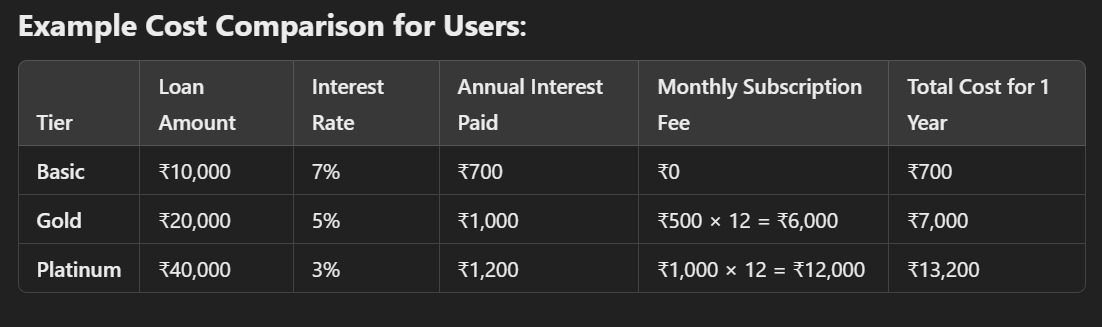 Example Cost Comparison for Users:
Tier Loan Amount Interest Rate Annual Interest Paid Monthly Subscription Fee Total Cost for 1 Year
Basic ₹10,000 7% ₹700 ₹0 ₹700
Gold ₹20,000 5% ₹1,000 ₹500 × 12 = ₹6,000 ₹7,000
Platinum ₹40,000 3% ₹1,200 ₹1,000 × 12 = ₹12,000 ₹13,200